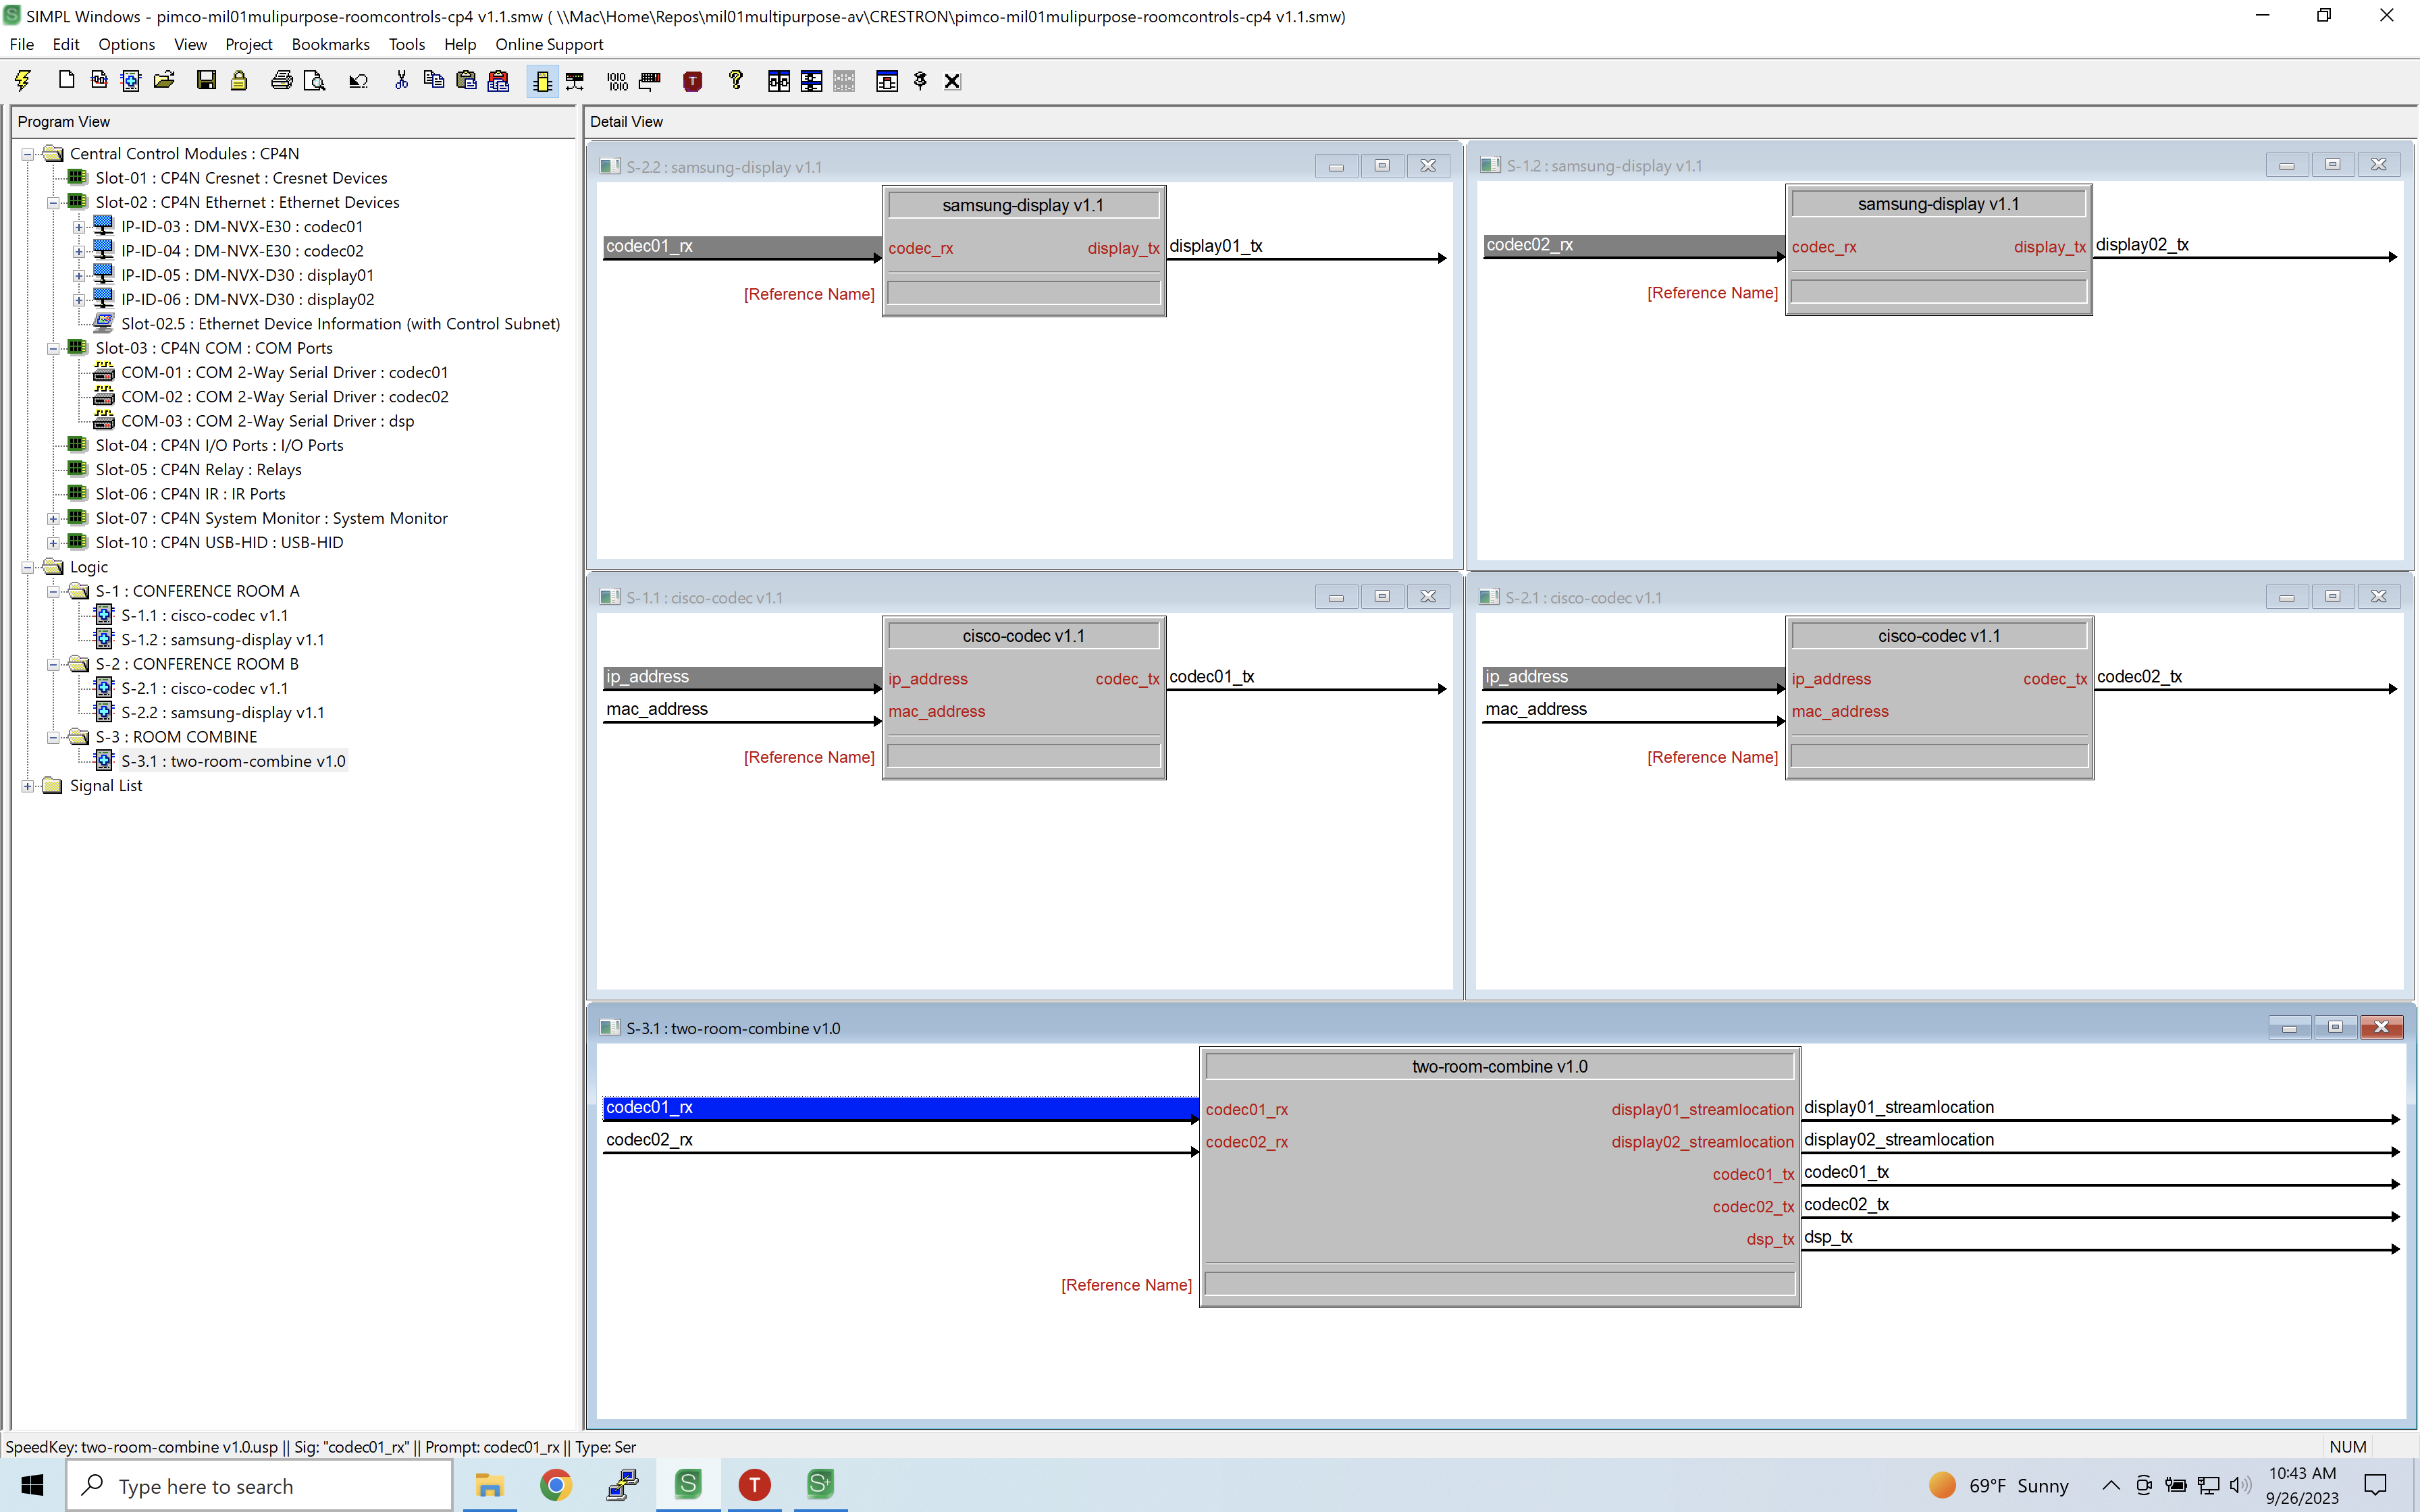 SIMPL Windows - pimco-mil01mulipurpose-roomcontrols-cp4 v1.1.smw ( \\Mac\Home\Repos\mil01multipurpose-av\CRESTRON\pimco-mil01mulipurpose-roomcontrols-cp4 v1.1.smw)
File Edit Options View Project Bookmarks Tools Help Online Support
Program View
Central Control Modules : CP4N
Slot-01 : CP4N Cresnet : Cresnet Devices
Slot-02 : CP4N Ethernet : Ethernet Devices
IP-ID-03 : DM-NVX-E30 : codec01
IP-ID-04 : DM-NVX-E30 : codec02
IP-ID-05 : DM-NVX-D30 : display01
IP-ID-06 : DM-NVX-D30 : display02
Slot-02.5 : Ethernet Device Information (with Control Subnet)
Slot-03 : CP4N COM : COM Ports
COM-01 : COM 2-Way Serial Driver : codec01
COM-02 : COM 2-Way Serial Driver : codec02
COM-03 : COM 2-Way Serial Driver : dsp
Slot-04 : CP4N I/O Ports : I/O Ports
Slot-05 : CP4N Relay : Relays
Slot-06 : CP4N IR : IR Ports
Slot-07 : CP4N System Monitor : System Monitor
Slot-10 : CP4N USB-HID : USB-HID
Logic
S-1 : CONFERENCE ROOM A
S-1.1 : cisco-codec v1.1
S-1.2 : samsung-display v1.1
S-2 : CONFERENCE ROOM B
S-2.1 : cisco-codec v1.1
S-2.2 : samsung-display v1.1
S-3 : ROOM COMBINE
S-3.1 : two-room-combine v1.0
Signal List
Detail View
S-2.2 : samsung-display v1.1
samsung-display v1.1
codec01_rx codec_rx display_tx display01_tx
[Reference Name]
S-1.2 : samsung-display v1.1
samsung-display v1.1
codec02_rx codec_rx display_tx display02_tx
[Reference Name]
S-1.1 : cisco-codec v1.1
cisco-codec v1.1
ip_address ip_address codec_tx codec01_tx
mac_address mac_address
[Reference Name]
S-2.1 : cisco-codec v1.1
cisco-codec v1.1
ip_address ip_address codec_tx codec02_tx
mac_address mac_address
[Reference Name]
S-3.1 : two-room-combine v1.0
two-room-combine v1.0
codec01_rx codec01_rx display01_streamlocation display01_streamlocation
codec02_rx codec02_rx display02_streamlocation display02_streamlocation
codec01_tx codec01_tx
codec02_tx codec02_tx
dsp_tx dsp_tx
[Reference Name]
SpeedKey: two-room-combine v1.0.usp || Sig: "codec01_rx" || Prompt: codec01_rx || Type: Ser
NUM
Type here to search
69°F Sunny
10:43 AM
9/26/2023